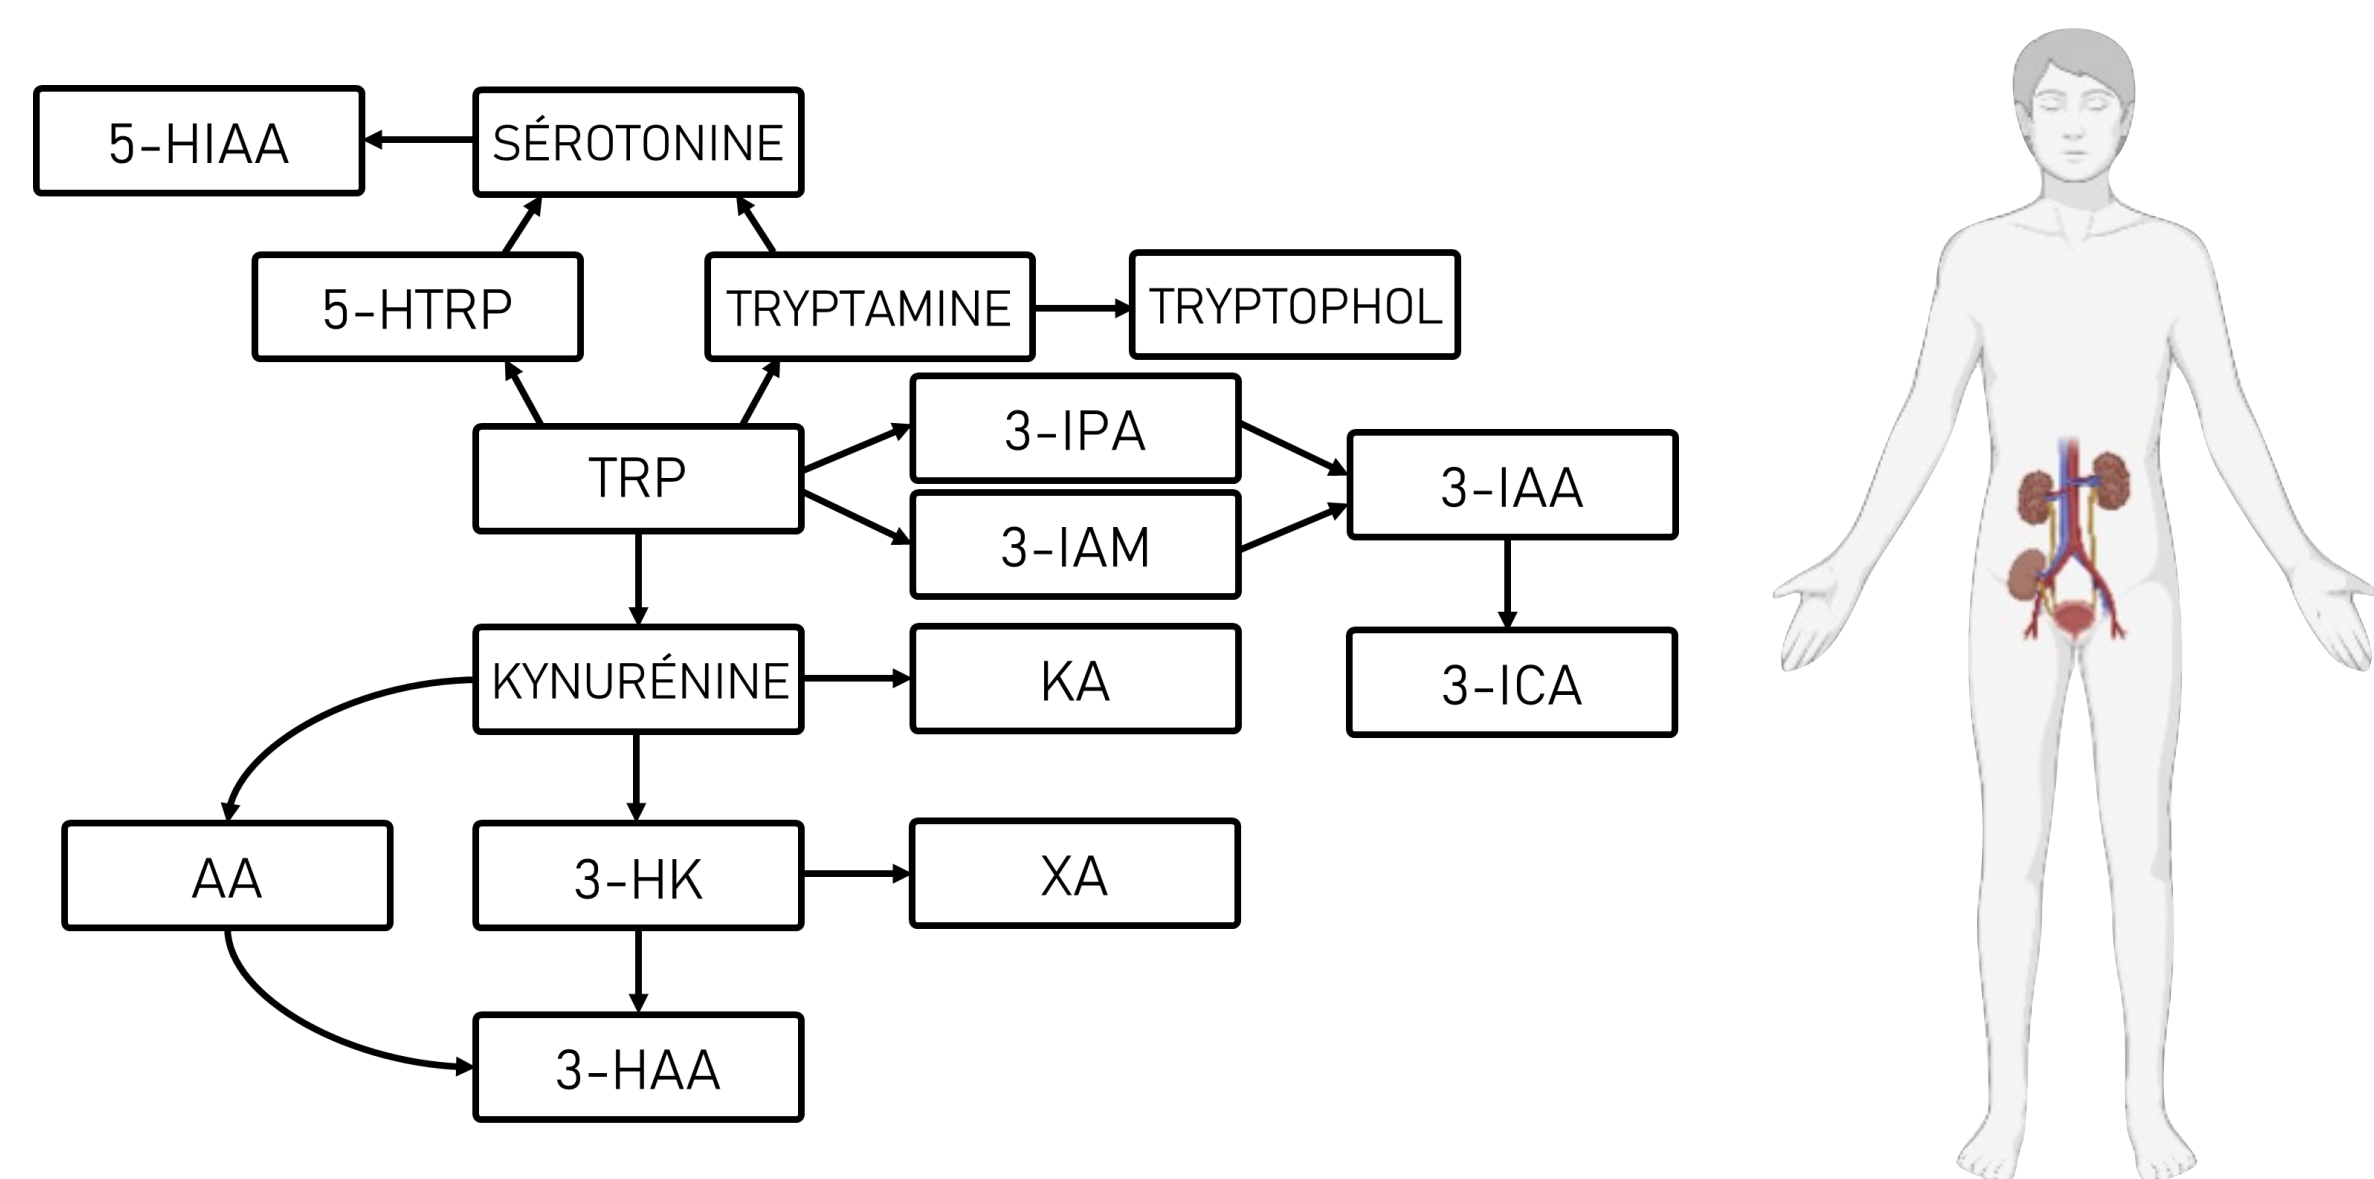 5-HIAA
SÉROTONINE
5-HTRP
TRYPTAMINE
TRYPTOPHOL
TRP
3-IPA
3-IAM
3-IAA
KYNURÉNINE
KA
3-ICA
AA
3-HK
XA
3-HAA